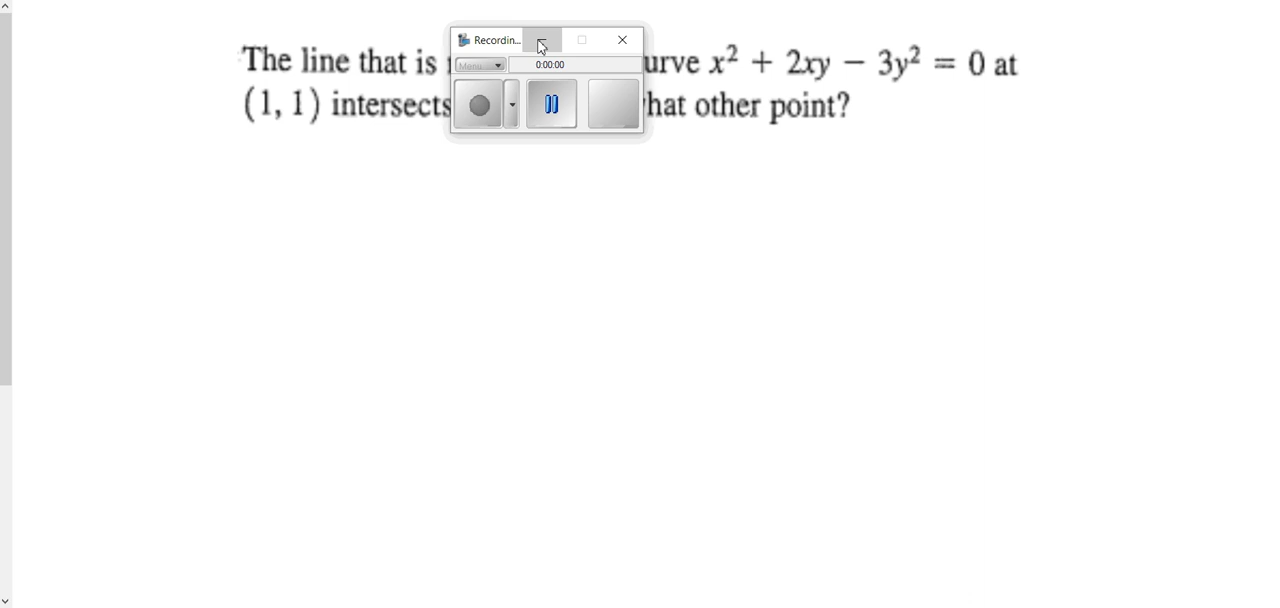 The line that is
urve x² + 2xy − 3y² = 0 at
(1, 1) intersects
hat other point?
Recordin...
Menu
0:00:00